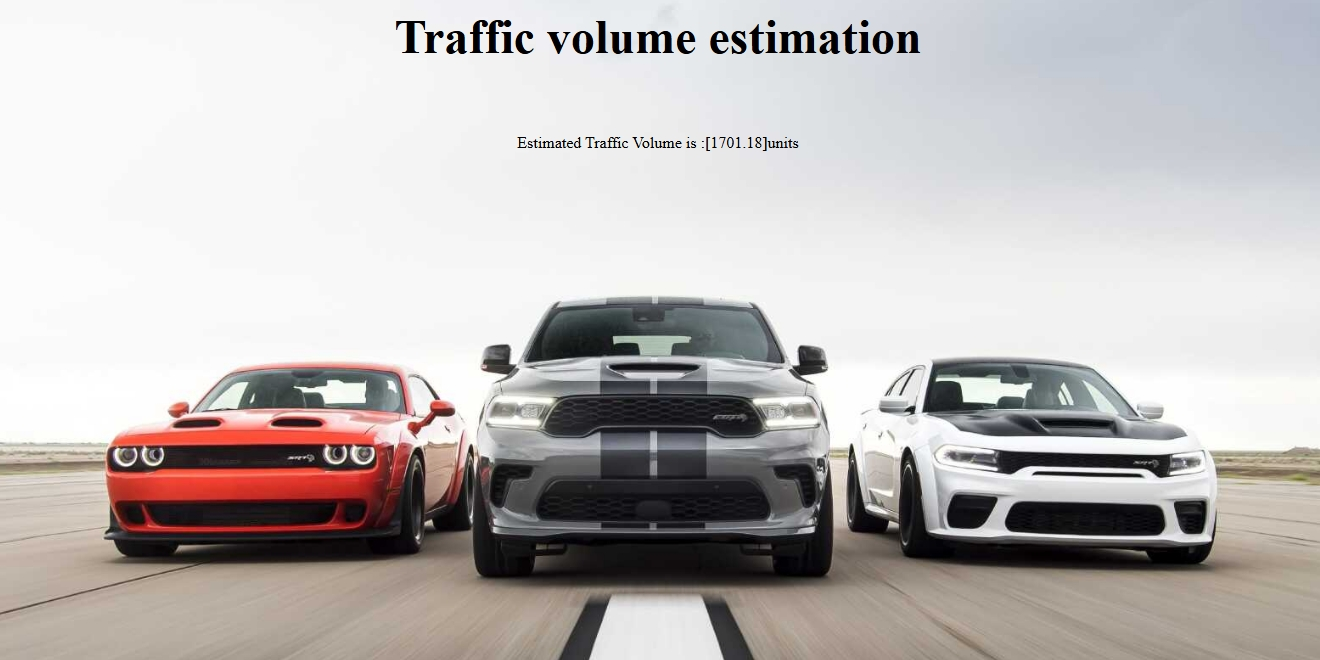 Traffic volume estimation
Estimated Traffic Volume is :[1701.18]units